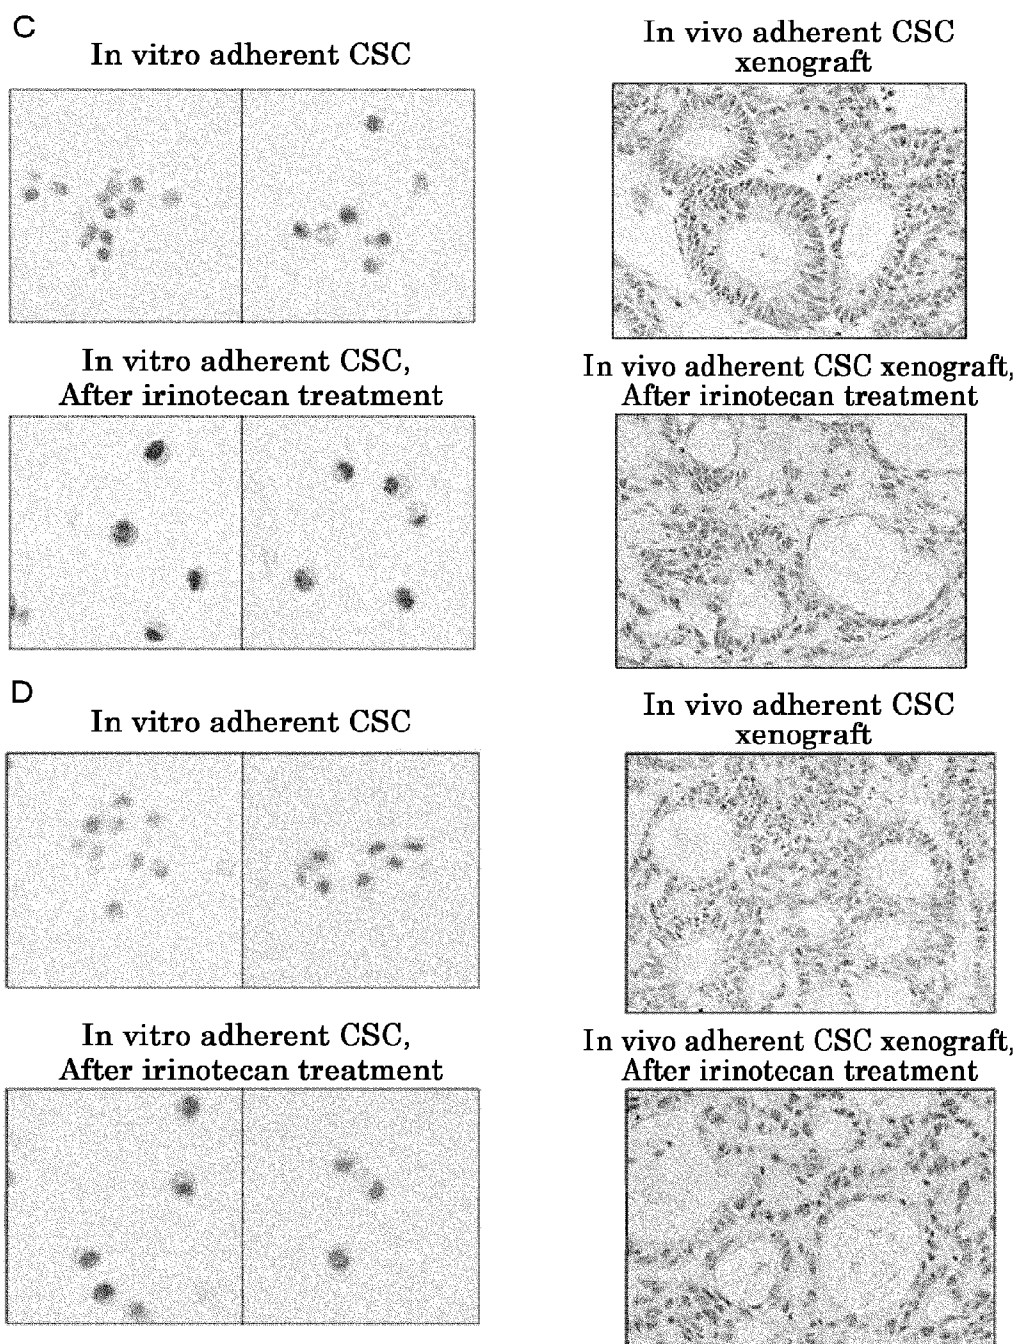 C
In vitro adherent CSC
In vivo adherent CSC
xenograft
In vitro adherent CSC,
After irinotecan treatment
In vivo adherent CSC xenograft,
After irinotecan treatment
D
In vitro adherent CSC
In vivo adherent CSC
xenograft
In vitro adherent CSC,
After irinotecan treatment
In vivo adherent CSC xenograft,
After irinotecan treatment